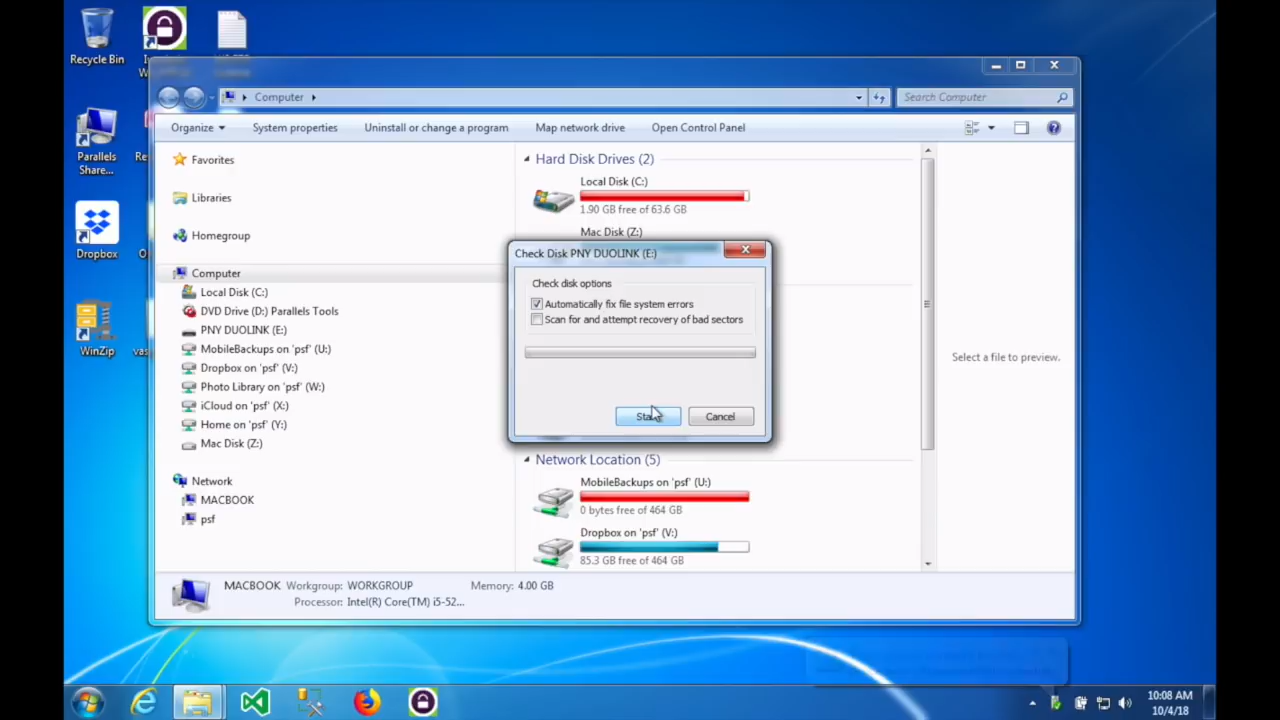 Recycle Bin
Parallels
Share...
Dropbox
WinZip
Computer
Search Computer
Organize
System properties
Uninstall or change a program
Map network drive
Open Control Panel
Favorites
Libraries
Homegroup
Computer
Local Disk (C:)
DVD Drive (D:) Parallels Tools
PNY DUOLINK (E:)
MobileBackups on 'psf' (U:)
Dropbox on 'psf' (V:)
Photo Library on 'psf' (W:)
iCloud on 'psf' (X:)
Home on 'psf' (Y:)
Mac Disk (Z:)
Network
MACBOOK
psf
Hard Disk Drives (2)
Local Disk (C:)
1.90 GB free of 63.6 GB
Mac Disk (Z:)
Check Disk PNY DUOLINK (E:)
Check disk options
Automatically fix file system errors
Scan for and attempt recovery of bad sectors
Cancel
Network Location (5)
MobileBackups on 'psf' (U:)
0 bytes free of 464 GB
Dropbox on 'psf' (V:)
85.3 GB free of 464 GB
Select a file to preview.
MACBOOK Workgroup: WORKGROUP Memory: 4.00 GB
Processor: Intel(R) Core(TM) i5-52...
10:08 AM
10/4/18